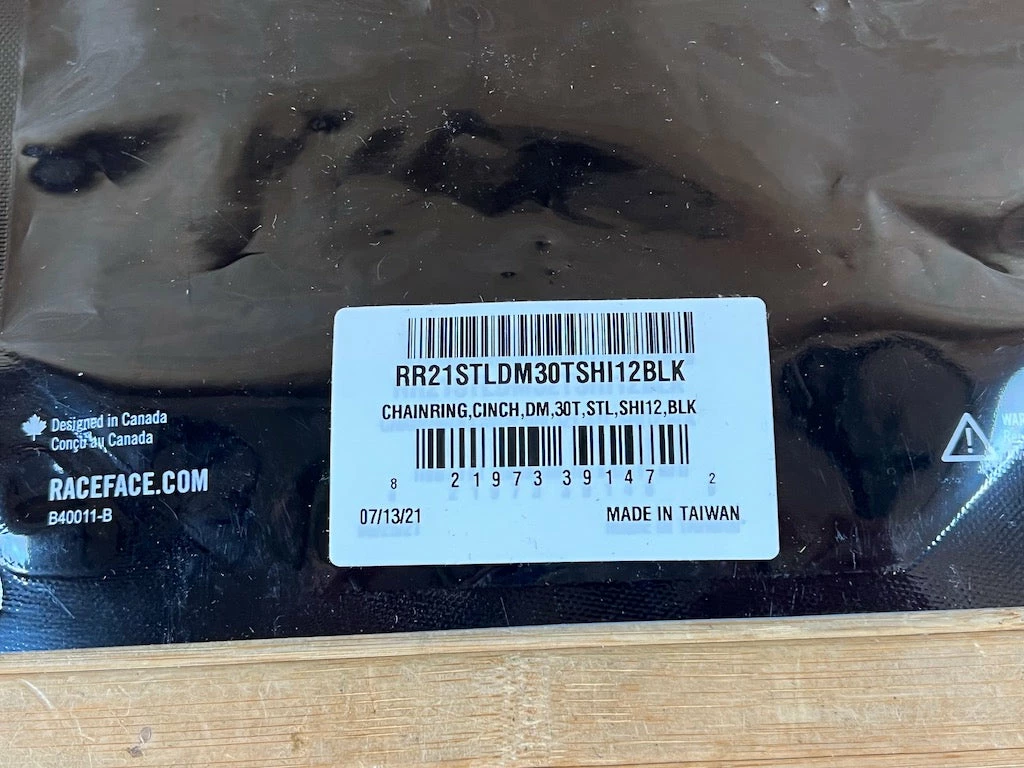 RR21STLDM30TSHI12BLK
CHAINRING,CINCH,DM,30T,STL,SHI12,BLK
8 21973 39147 2
07/13/21 MADE IN TAIWAN
Designed in Canada
Conçu au Canada
RACEFACE.COM
B40011-B